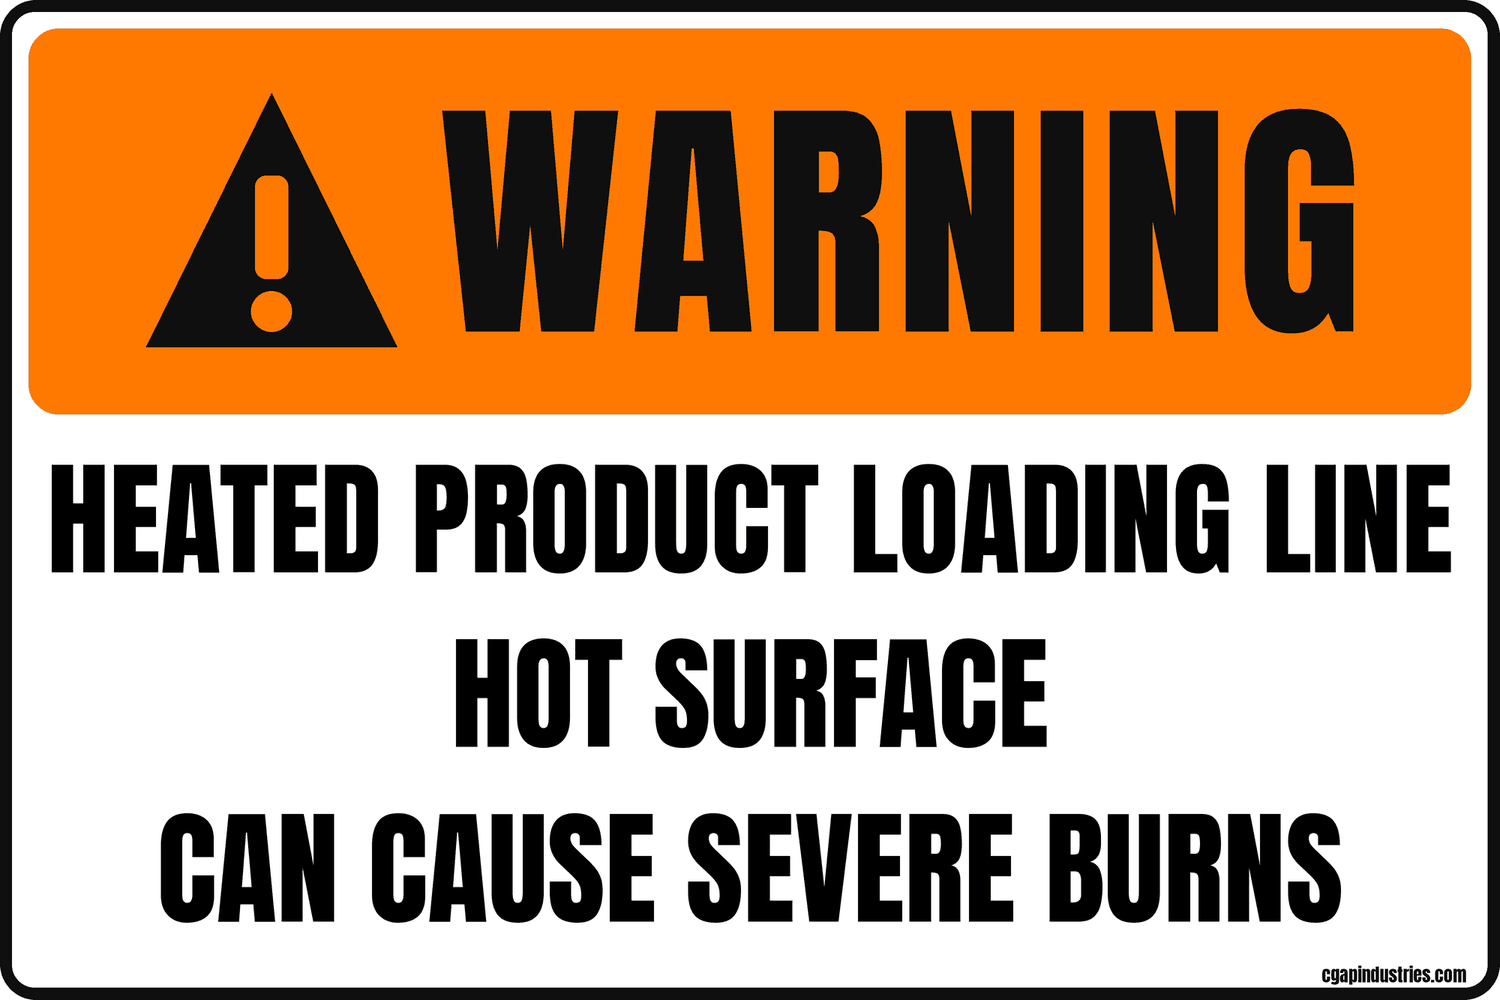 WARNING
HEATED PRODUCT LOADING LINE
HOT SURFACE
CAN CAUSE SEVERE BURNS
cgapindustries.com